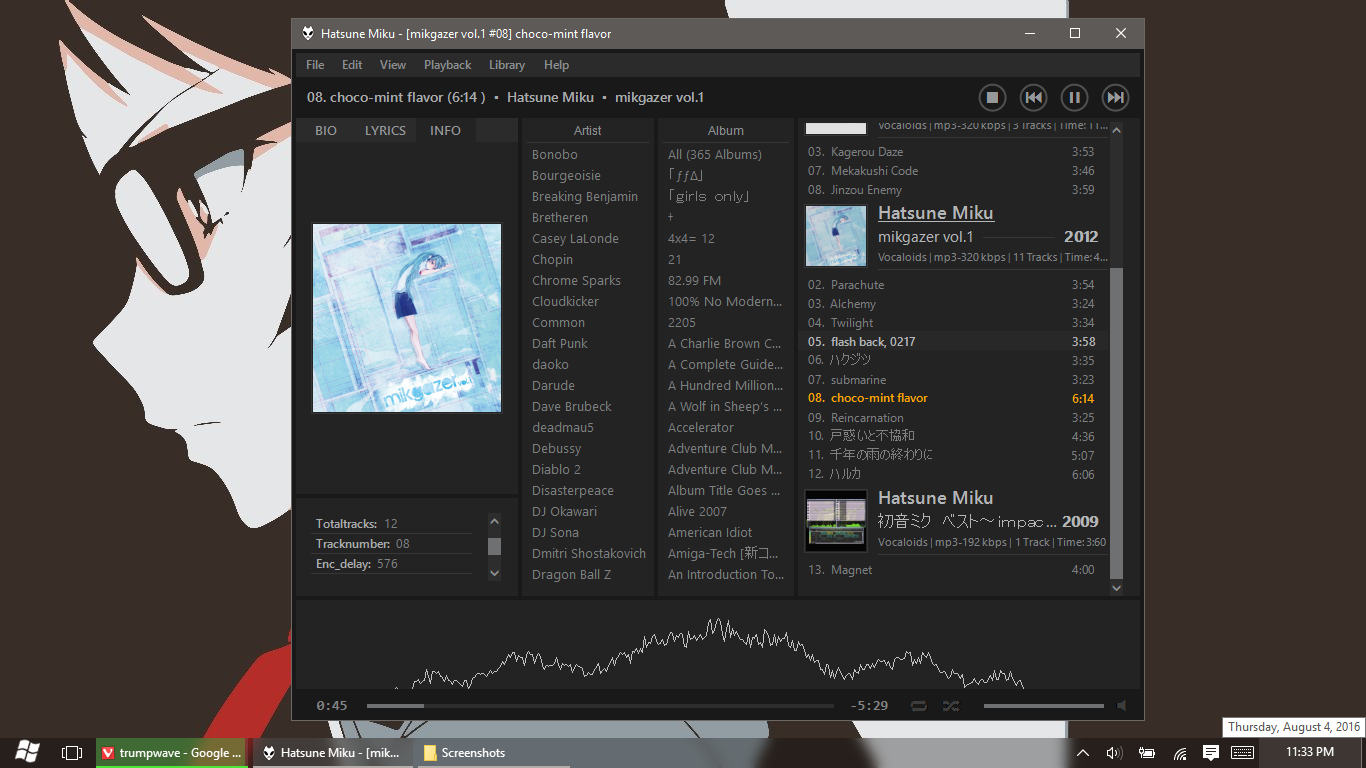 Hatsune Miku - [mikgazer vol.1 #08] choco-mint flavor
File Edit View Playback Library Help
08. choco-mint flavor (6:14 ) • Hatsune Miku • mikgazer vol.1
BIO LYRICS INFO
mikgazer vol.1
Totaltracks: 12
Tracknumber: 08
Enc_delay: 576
Artist
Bonobo
Bourgeoisie
Breaking Benjamin
Bretheren
Casey LaLonde
Chopin
Chrome Sparks
Cloudkicker
Common
Daft Punk
daoko
Darude
Dave Brubeck
deadmau5
Debussy
Diablo 2
Disasterpeace
DJ Okawari
DJ Sona
Dmitri Shostakovich
Dragon Ball Z
Album
All (365 Albums)
「ƒƒΔ」
「girls only」
+
4x4= 12
21
82.99 FM
100% No Modern...
2205
A Charlie Brown C...
A Complete Guide...
A Hundred Million...
A Wolf in Sheep's ...
Accelerator
Adventure Club M...
Adventure Club M...
Album Title Goes ...
Alive 2007
American Idiot
Amiga-Tech [新コ...
An Introduction To...
Vocaloids | mp3-320 kbps | 3 Tracks | Time: 11...
03. Kagerou Daze 3:53
07. Mekakushi Code 3:46
08. Jinzou Enemy 3:59
Hatsune Miku
mikgazer vol.1 2012
Vocaloids | mp3-320 kbps | 11 Tracks | Time: 4...
02. Parachute 3:54
03. Alchemy 3:24
04. Twilight 3:34
05. flash back, 0217 3:58
06. ハクジツ 3:35
07. submarine 3:23
08. choco-mint flavor 6:14
09. Reincarnation 3:25
10. 戸惑いと不協和 4:36
11. 千年の雨の終わりに 5:07
12. ハルカ 6:06
Hatsune Miku
初音ミク ベスト～impac... 2009
Vocaloids | mp3-192 kbps | 1 Track | Time: 3:60
13. Magnet 4:00
0:45 -5:29
Thursday, August 4, 2016
trumpwave - Google ... Hatsune Miku - [mik... Screenshots 11:33 PM